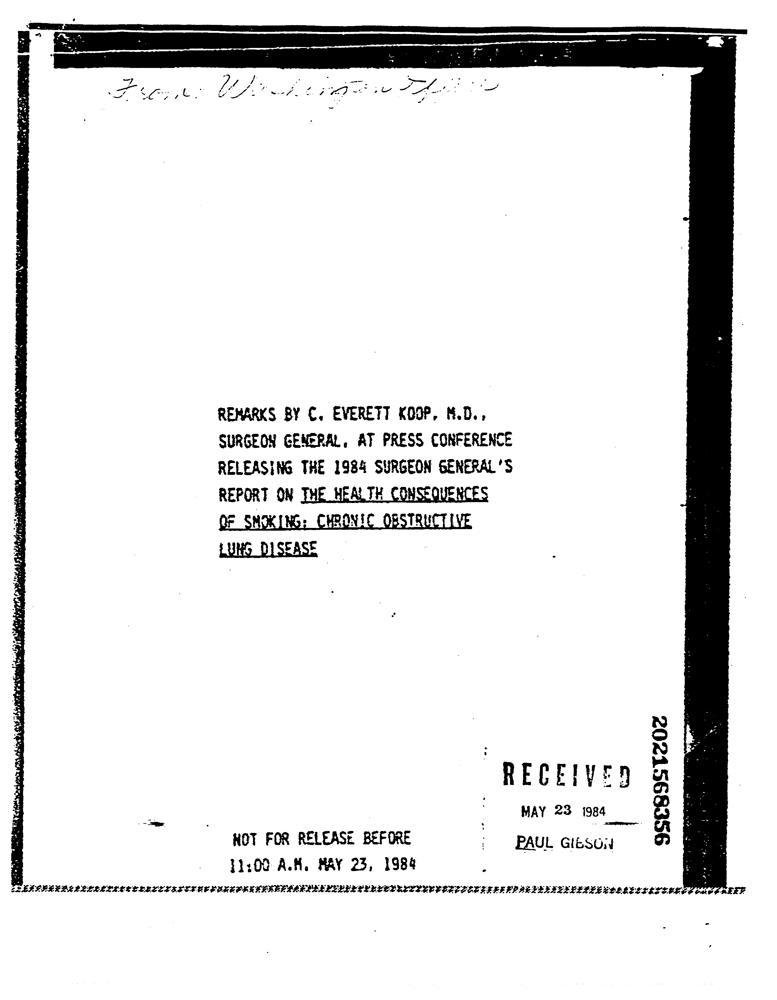 From: Washington Office
REMARKS BY C. EVERETT KOOP, M.D.,
SURGEON GENERAL, AT PRESS CONFERENCE
RELEASING THE 1984 SURGEON GENERAL'S
REPORT ON THE HEALTH CONSEQUENCES
OF SMOKING: CHRONIC OBSTRUCTIVE
LUNG DISEASE
RECEIVED
MAY 23 1984
PAUL GIBSON
NOT FOR RELEASE BEFORE
11:00 A.M. MAY 23, 1984
2021568356